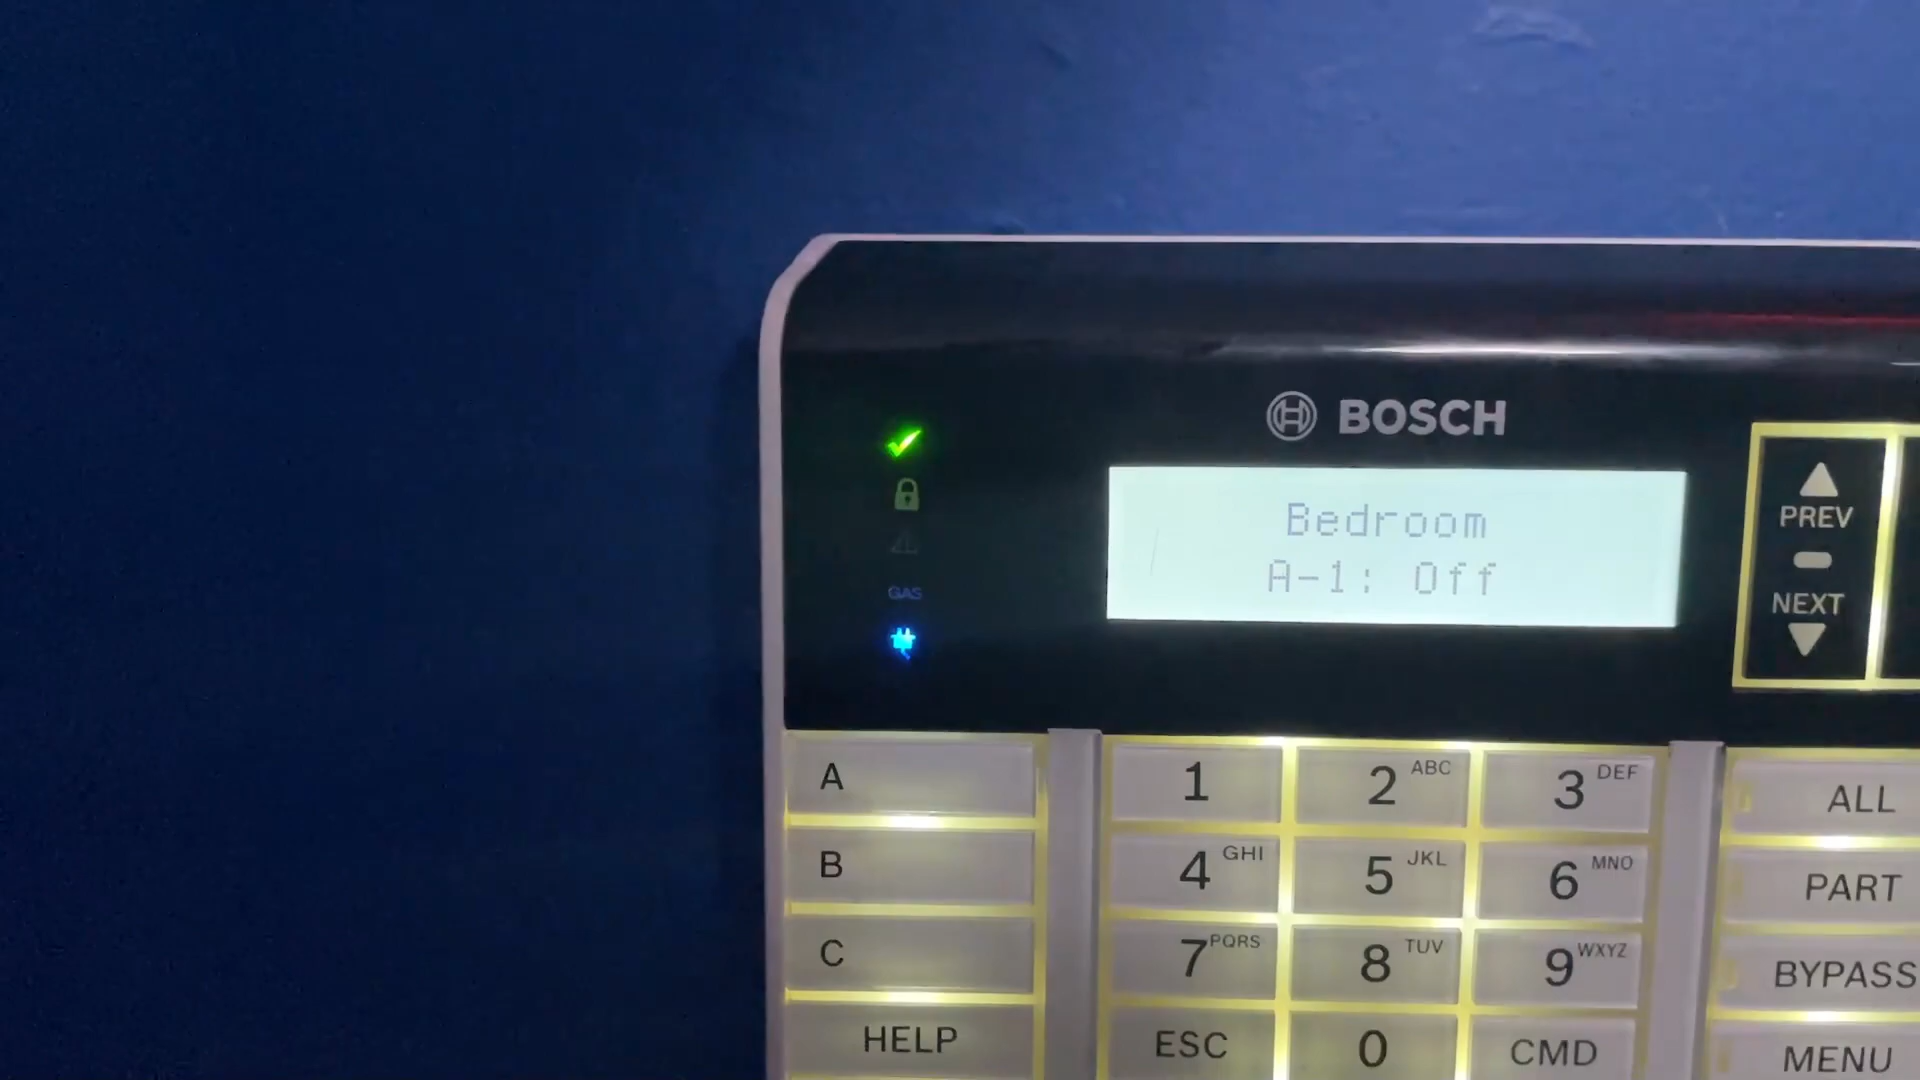 BOSCH
Bedroom
A-1: Off
GAS
PREV
NEXT
A
1
2 ABC
3 DEF
ALL
B
4 GHI
5 JKL
6 MNO
PART
C
7 PQRS
8 TUV
9 WXYZ
BYPASS
HELP
ESC
0
CMD
MENU